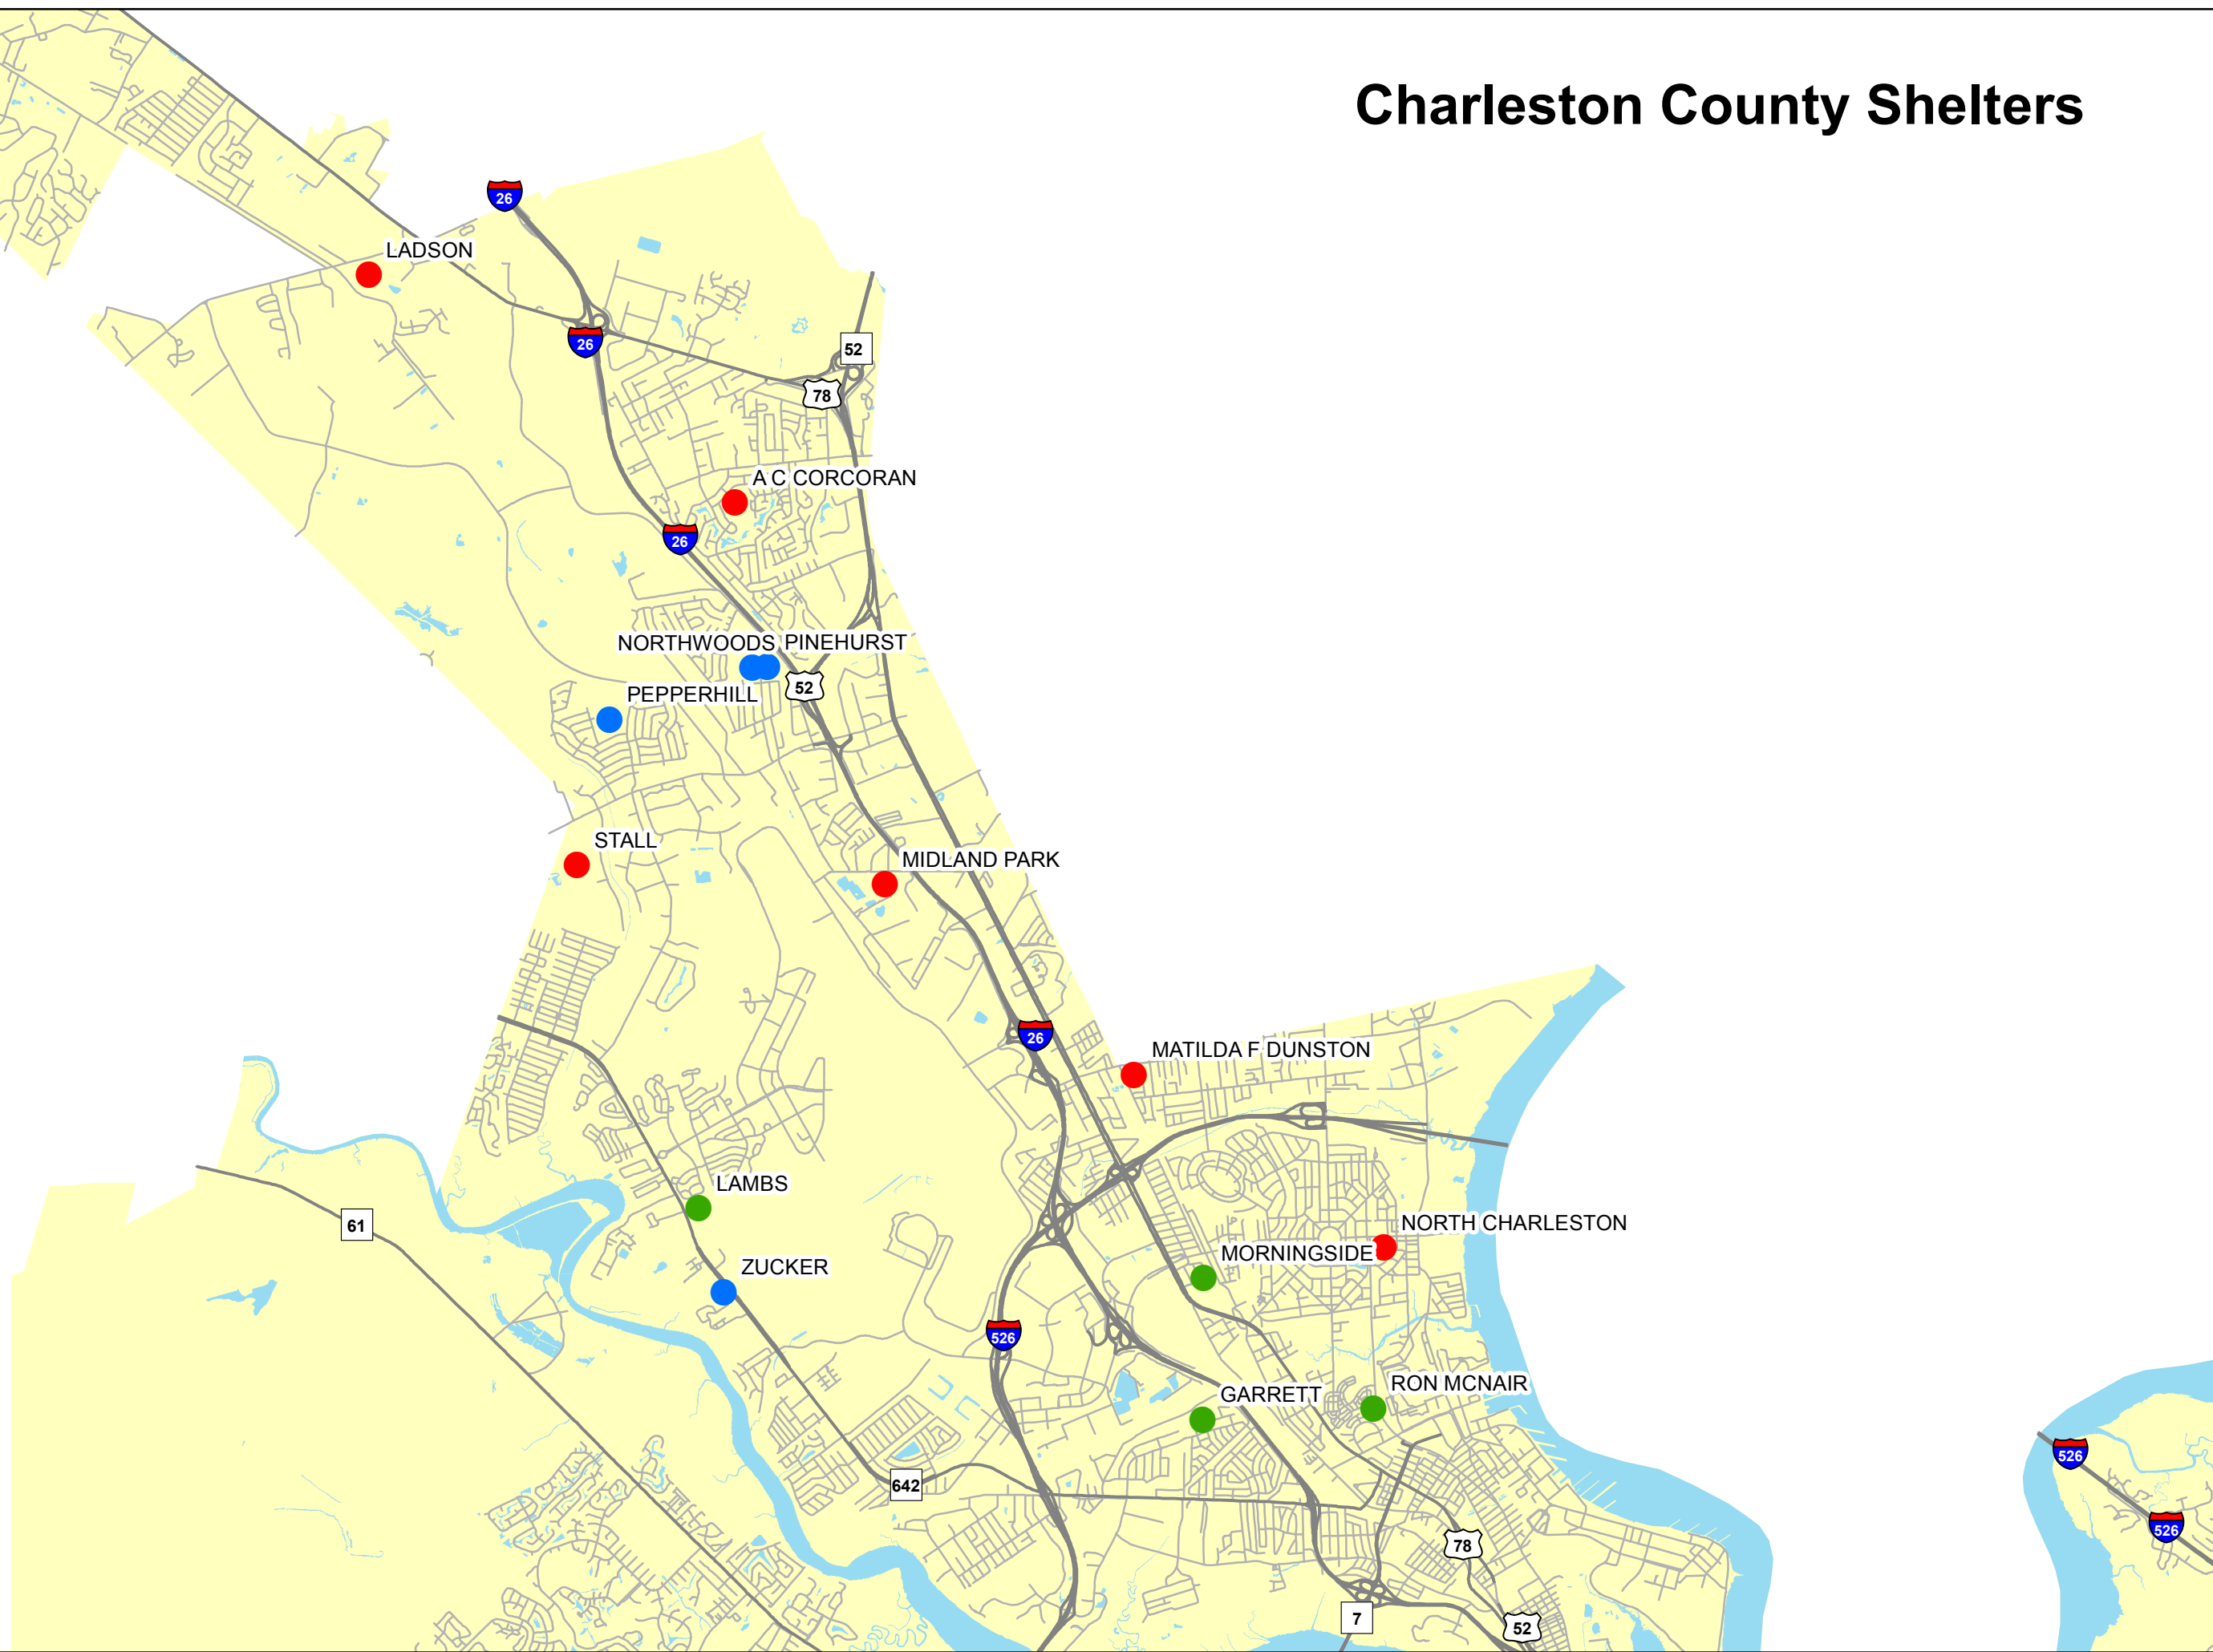 Charleston County Shelters
26
LADSON
26
52
78
A C CORCORAN
26
NORTHWOODS
PINEHURST
52
PEPPERHILL
STALL
MIDLAND PARK
26
MATILDA F DUNSTON
LAMBS
61
NORTH CHARLESTON
MORNINGSIDE
ZUCKER
526
RON MCNAIR
GARRETT
526
642
526
78
7
52